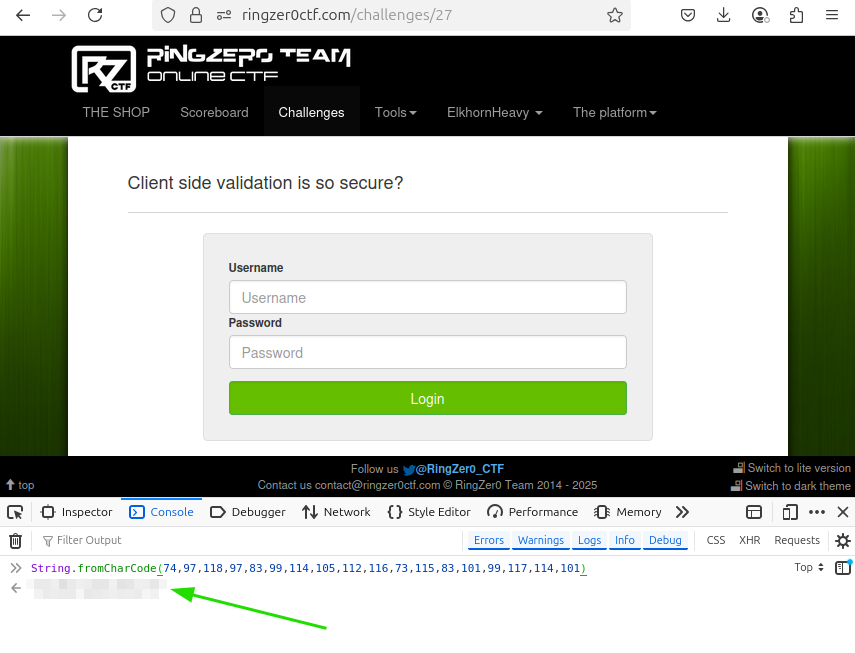 ringzer0ctf.com/challenges/27
RZ CTF
RiNGZER0 TEAM
ONLINE CTF
THE SHOP Scoreboard Challenges Tools ElkhornHeavy The platform
Client side validation is so secure?
Username
Username
Password
Password
Login
Follow us @RingZer0_CTF
Switch to lite version
top
Contact us contact@ringzer0ctf.com © RingZer0 Team 2014 - 2025
Switch to dark theme
Inspector Console Debugger Network Style Editor Performance Memory
Filter Output Errors Warnings Logs Info Debug CSS XHR Requests
String.fromCharCode(74,97,118,97,83,99,114,105,112,116,73,115,83,101,99,117,114,101) Top